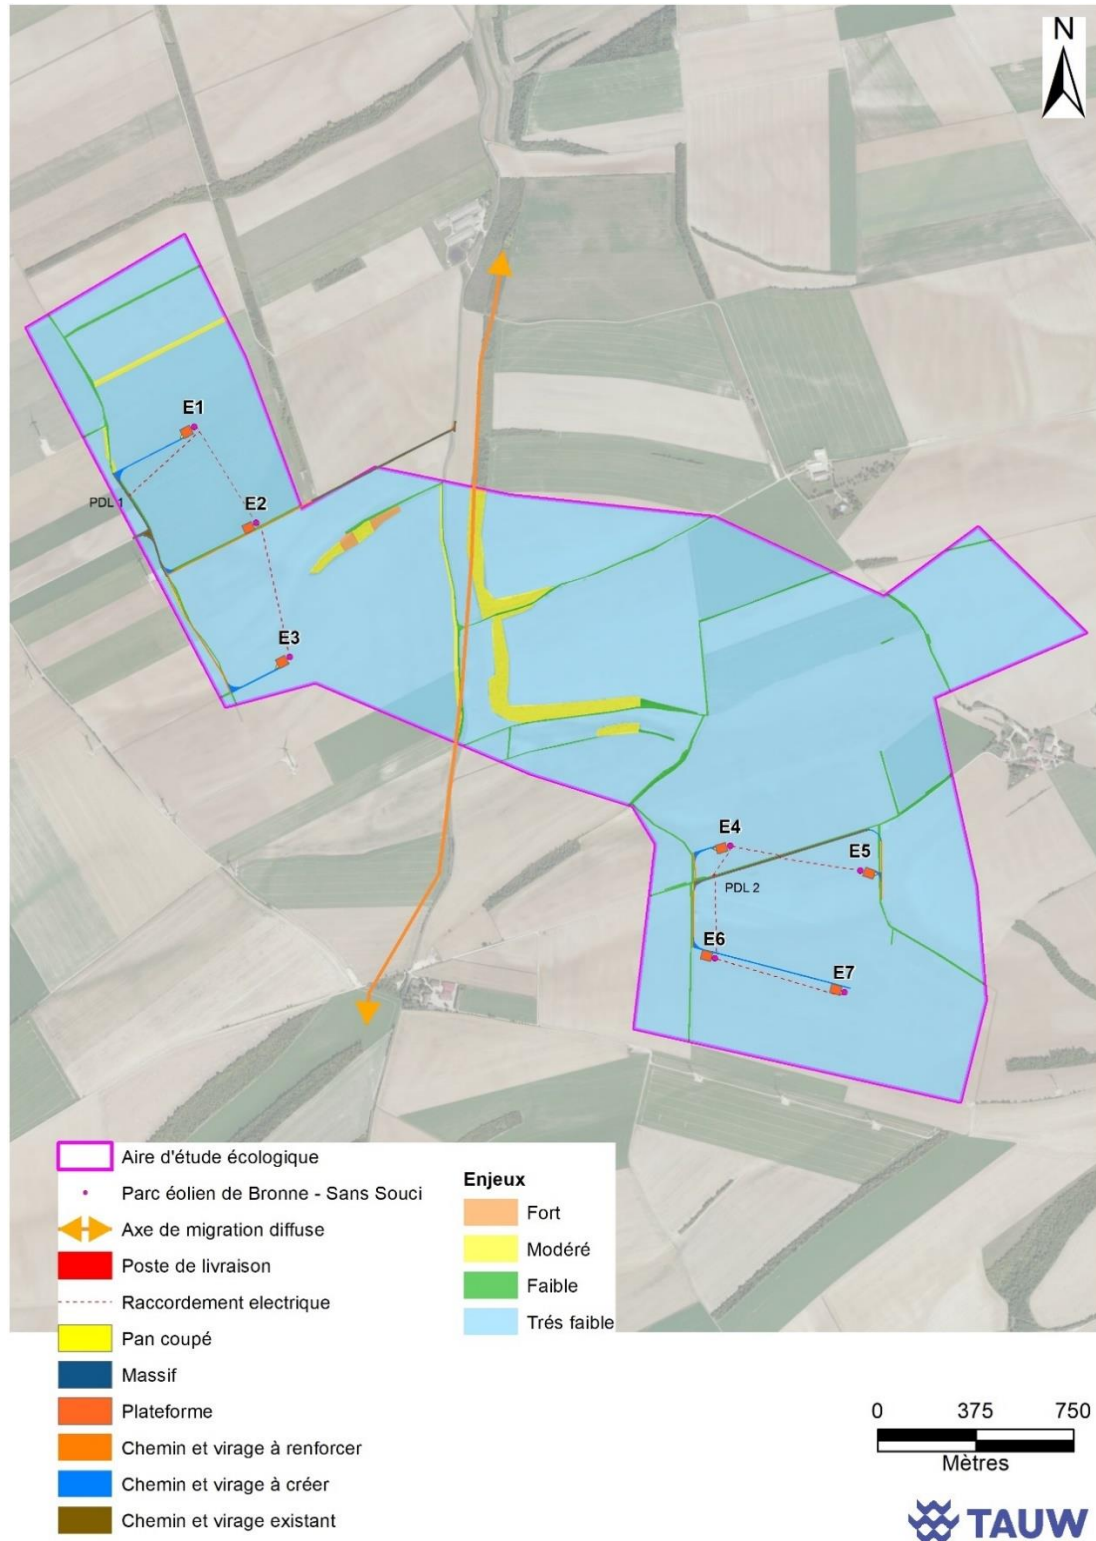 N
E1
PDL 1
E2
E3
E4
E5
PDL 2
E6
E7
Aire d'étude écologique
Parc éolien de Bronne - Sans Souci
Axe de migration diffuse
Poste de livraison
Raccordement electrique
Pan coupé
Massif
Plateforme
Chemin et virage à renforcer
Chemin et virage à créer
Chemin et virage existant
Enjeux
Fort
Modéré
Faible
Trés faible
0 375 750
Mètres
TAUW